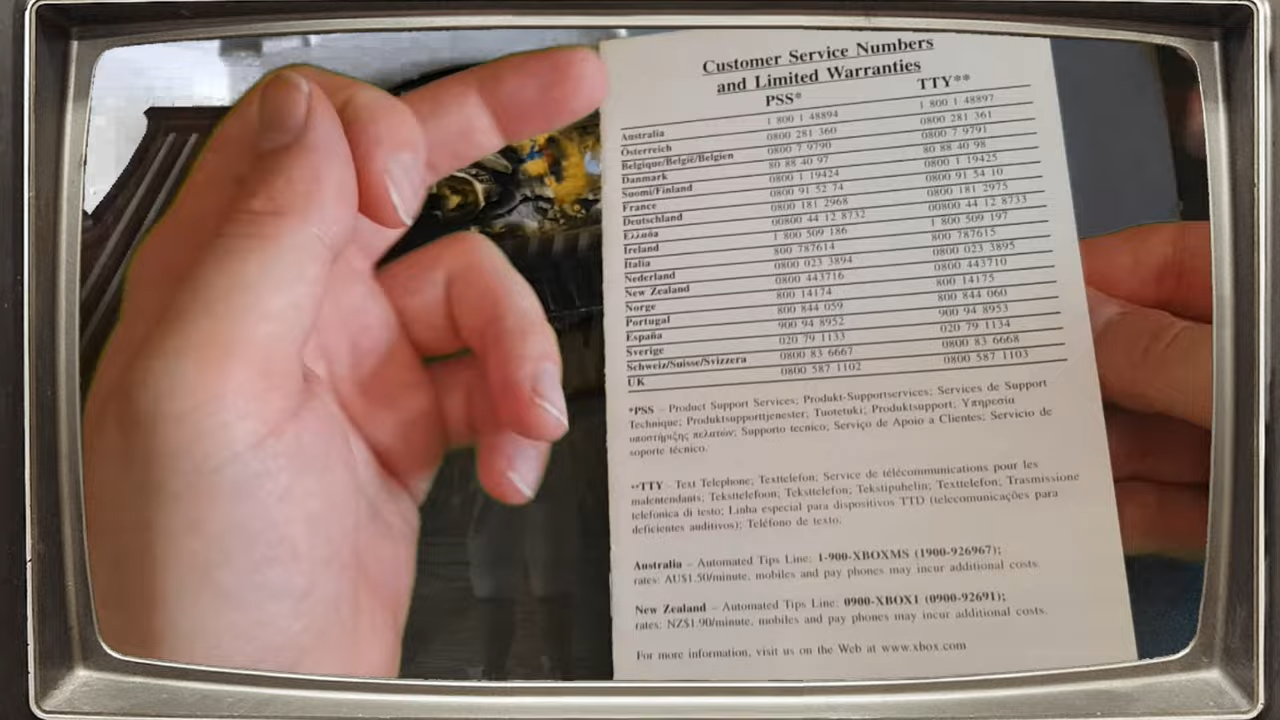 Customer Service Numbers
and Limited Warranties
PSS* TTY**
Australia 1 800 1 48894 1 800 1 48897
Österreich 0800 281 360 0800 281 361
Belgique/België/Belgien 0800 7 9790 0800 7 9791
Danmark 80 88 40 97 80 88 40 98
Suomi/Finland 0800 1 19424 0800 1 19425
France 0800 91 52 74 0800 91 54 10
Deutschland 0800 181 2968 0800 181 2975
Ελλάδα 00800 44 12 8732 00800 44 12 8733
Ireland 1 800 509 186 1 800 509 197
Italia 800 787614 800 787615
Nederland 0800 023 3894 0800 023 3895
New Zealand 0800 443716 0800 443710
Norge 800 14174 800 14175
Portugal 800 844 059 800 844 060
España 900 94 8952 900 94 8953
Sverige 020 79 1133 020 79 1134
Schweiz/Suisse/Svizzera 0800 83 6667 0800 83 6668
UK 0800 587 1102 0800 587 1103
*PSS – Product Support Services; Produkt-Supportservices; Services de Support
Technique; Produktsupporttjenester; Tuotetuki; Produktsupport; Υπηρεσία
υποστήριξης πελατών; Supporto tecnico; Serviço de Apoio a Clientes; Servicio de
soporte técnico.
**TTY – Text Telephone; Texttelefon; Service de télécommunications pour les
malentendants; Teksttelefoon; Teksttelefon; Tekstipuhelin; Texttelefon; Trasmissione
telefonica di testo; Linha especial para dispositivos TTD (telecomunicações para
deficientes auditivos); Teléfono de texto.
Australia – Automated Tips Line: 1-900-XBOXMS (1900-926967);
rates: AU$1.50/minute, mobiles and pay phones may incur additional costs.
New Zealand – Automated Tips Line: 0900-XBOX1 (0900-92691);
rates: NZ$1.90/minute, mobiles and pay phones may incur additional costs.
For more information, visit us on the Web at www.xbox.com